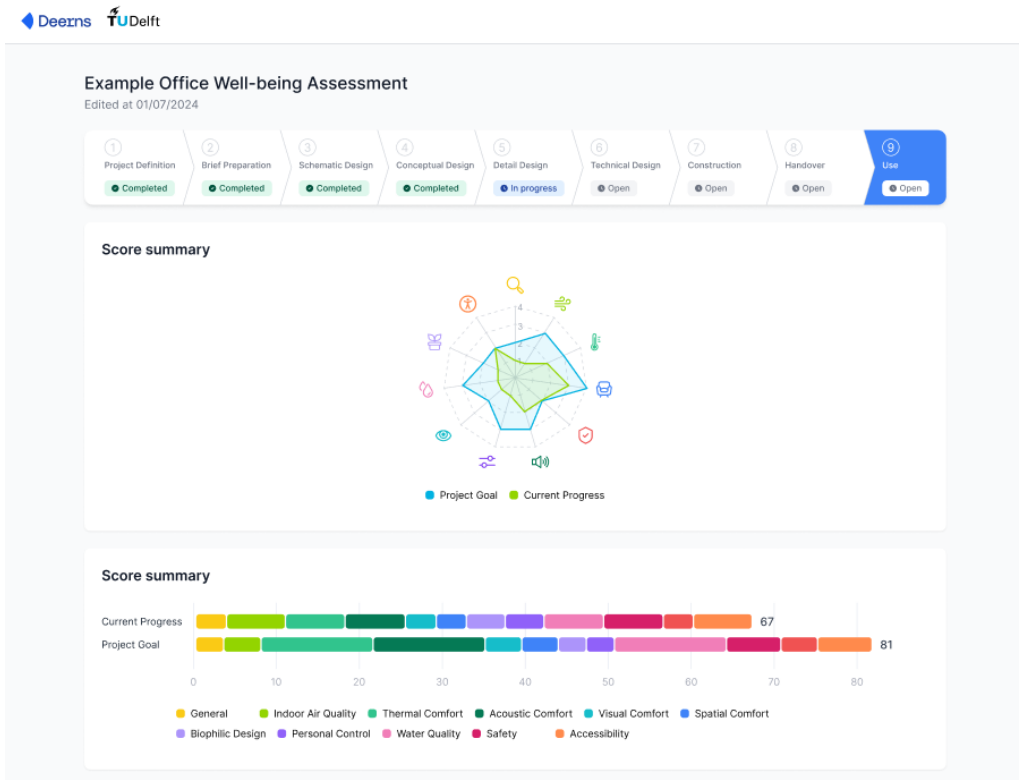 Deerns TUDelft
Example Office Well-being Assessment
Edited at 01/07/2024
1 2 3 4 5 6 7 8 9
Project Definition Brief Preparation Schematic Design Conceptual Design Detail Design Technical Design Construction Handover Use
Completed Completed Completed Completed In progress Open Open Open Open
Score summary
4
3
2
1
Project Goal Current Progress
Score summary
Current Progress 67
Project Goal 81
0 10 20 30 40 50 60 70 80
General Indoor Air Quality Thermal Comfort Acoustic Comfort Visual Comfort Spatial Comfort
Biophilic Design Personal Control Water Quality Safety Accessibility